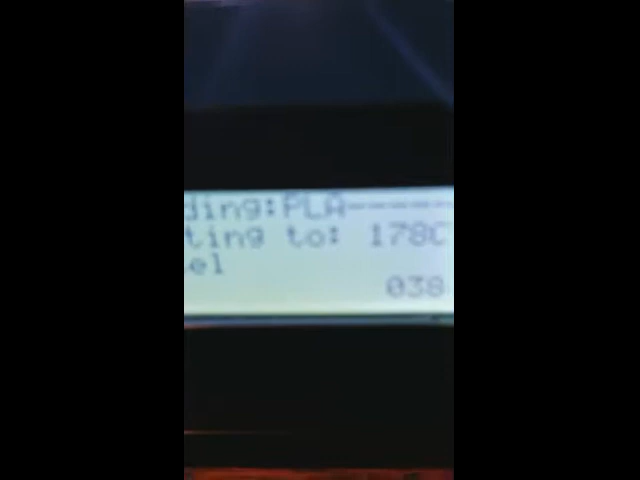 ding:PLA------
ting to: 178C
el
038